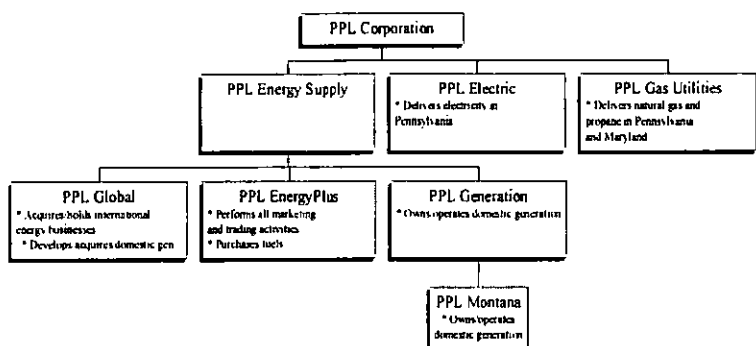 PPL Corporation
PPL Energy Supply
PPL Electric
* Delivers electricity in
Pennsylvania
PPL Gas Utilities
* Delivers natural gas and
propane in Pennsylvania
and Maryland
PPL Global
* Acquires/holds international
energy businesses
* Develops acquires domestic gen
PPL EnergyPlus
* Performs all marketing
and trading activities
* Purchases fuels
PPL Generation
* Owns/operates domestic generation
PPL Montana
* Owns/operates
domestic generation